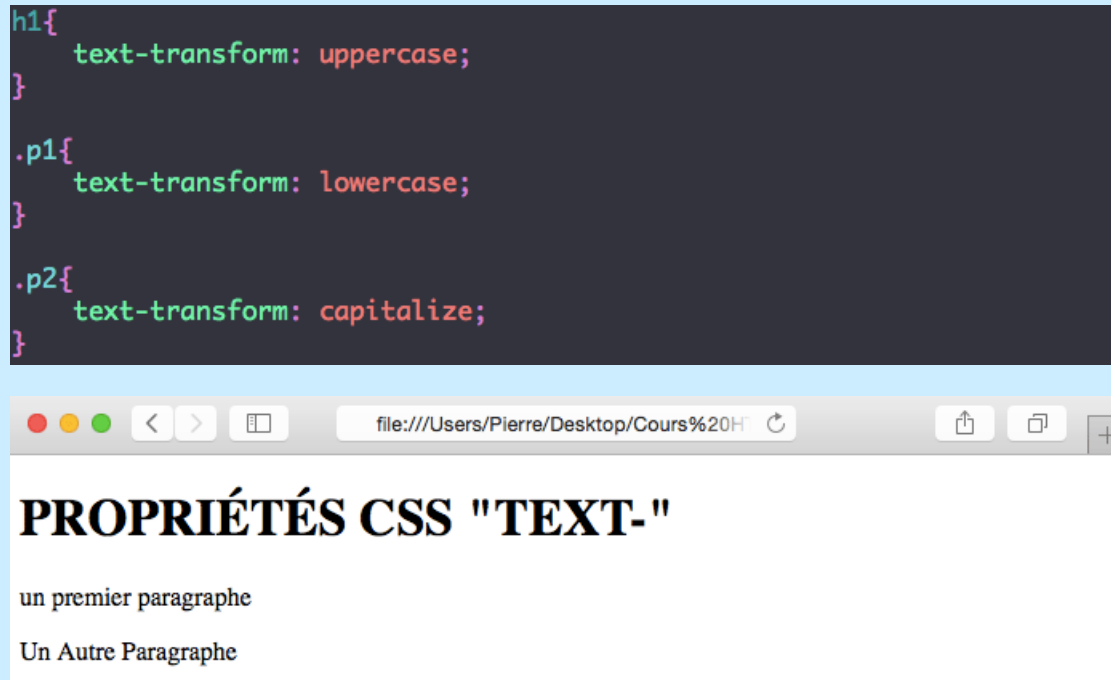 h1{
text-transform: uppercase;
}
.p1{
text-transform: lowercase;
}
.p2{
text-transform: capitalize;
}
file:///Users/Pierre/Desktop/Cours%20H
PROPRIÉTÉS CSS "TEXT-"
un premier paragraphe
Un Autre Paragraphe